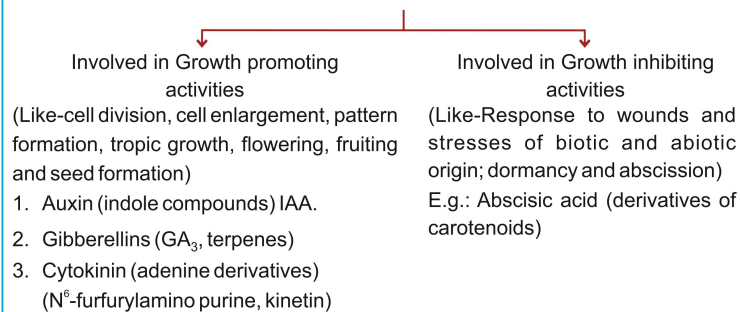 Involved in Growth promoting
activities
(Like-cell division, cell enlargement, pattern
formation, tropic growth, flowering, fruiting
and seed formation)
1. Auxin (indole compounds) IAA.
2. Gibberellins (GA₃, terpenes)
3. Cytokinin (adenine derivatives)
(N⁶-furfurylamino purine, kinetin)
Involved in Growth inhibiting
activities
(Like-Response to wounds and
stresses of biotic and abiotic
origin; dormancy and abscission)
E.g.: Abscisic acid (derivatives of
carotenoids)